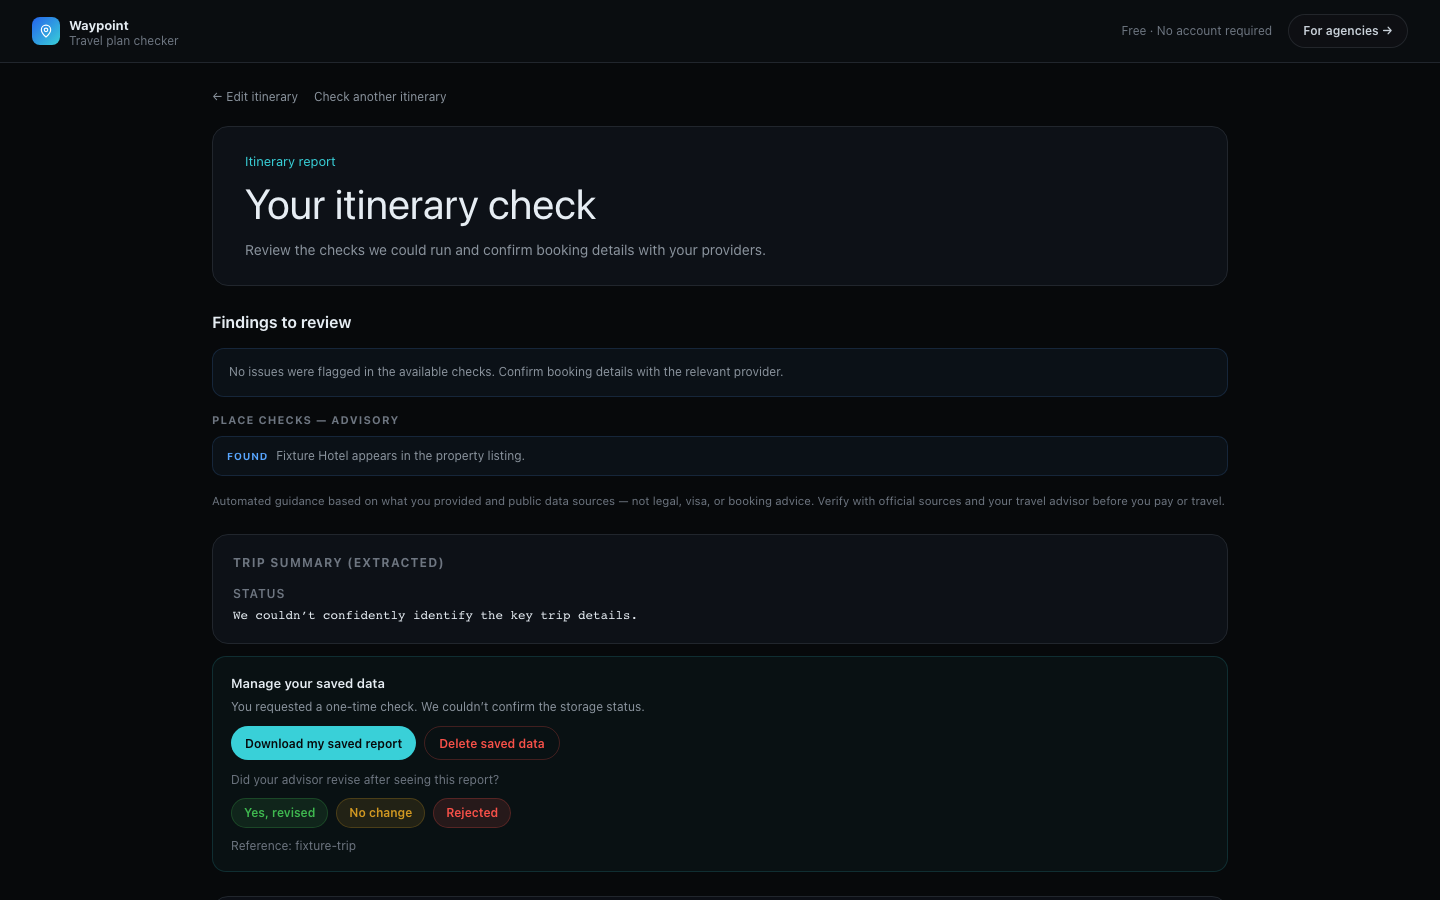 Waypoint
Travel plan checker
Free · No account required
For agencies →
← Edit itinerary
Check another itinerary
Itinerary report
Your itinerary check
Review the checks we could run and confirm booking details with your providers.
Findings to review
No issues were flagged in the available checks. Confirm booking details with the relevant provider.
PLACE CHECKS — ADVISORY
FOUND Fixture Hotel appears in the property listing.
Automated guidance based on what you provided and public data sources — not legal, visa, or booking advice. Verify with official sources and your travel advisor before you pay or travel.
TRIP SUMMARY (EXTRACTED)
STATUS
We couldn’t confidently identify the key trip details.
Manage your saved data
You requested a one-time check. We couldn't confirm the storage status.
Download my saved report
Delete saved data
Did your advisor revise after seeing this report?
Yes, revised
No change
Rejected
Reference: fixture-trip